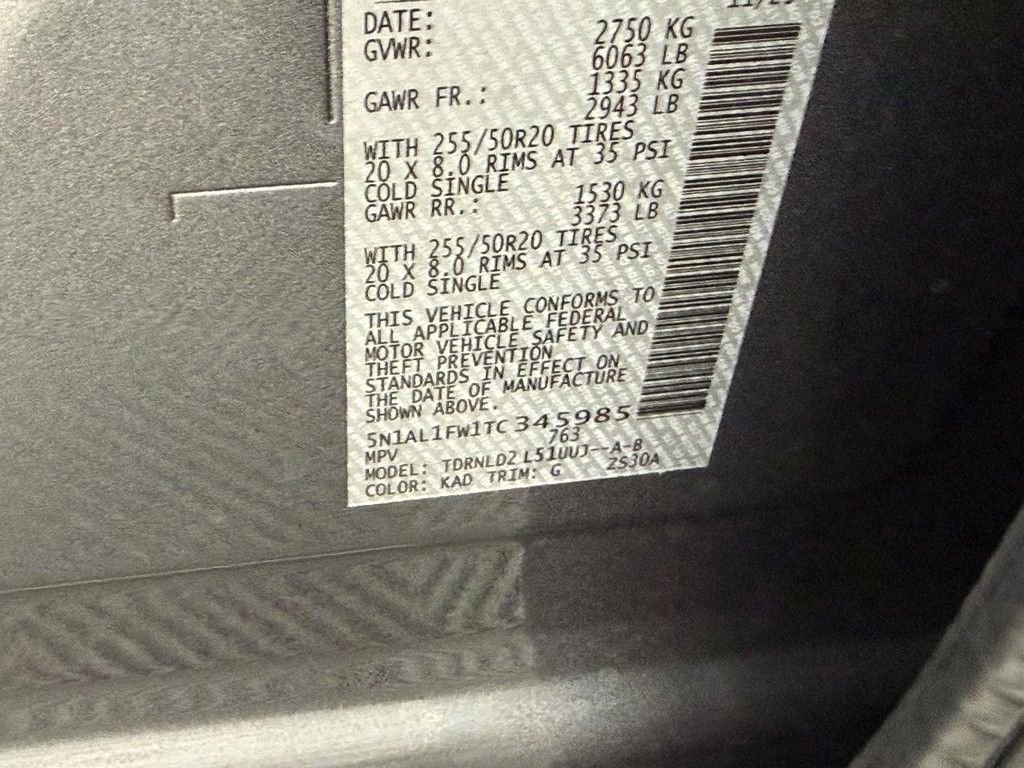 DATE:
GVWR: 2750 KG
6063 LB
GAWR FR.: 1335 KG
2943 LB
WITH 255/50R20 TIRES
20 X 8.0 RIMS AT 35 PSI
COLD SINGLE
GAWR RR.: 1530 KG
3373 LB
WITH 255/50R20 TIRES
20 X 8.0 RIMS AT 35 PSI
COLD SINGLE
THIS VEHICLE CONFORMS TO
ALL APPLICABLE FEDERAL
MOTOR VEHICLE SAFETY AND
THEFT PREVENTION
STANDARDS IN EFFECT ON
THE DATE OF MANUFACTURE
SHOWN ABOVE.
5N1AL1FW1TC345985
MPV 763
MODEL: TDRNLD2 L51UUJ--A-B
COLOR: KAD TRIM: G ZS30A